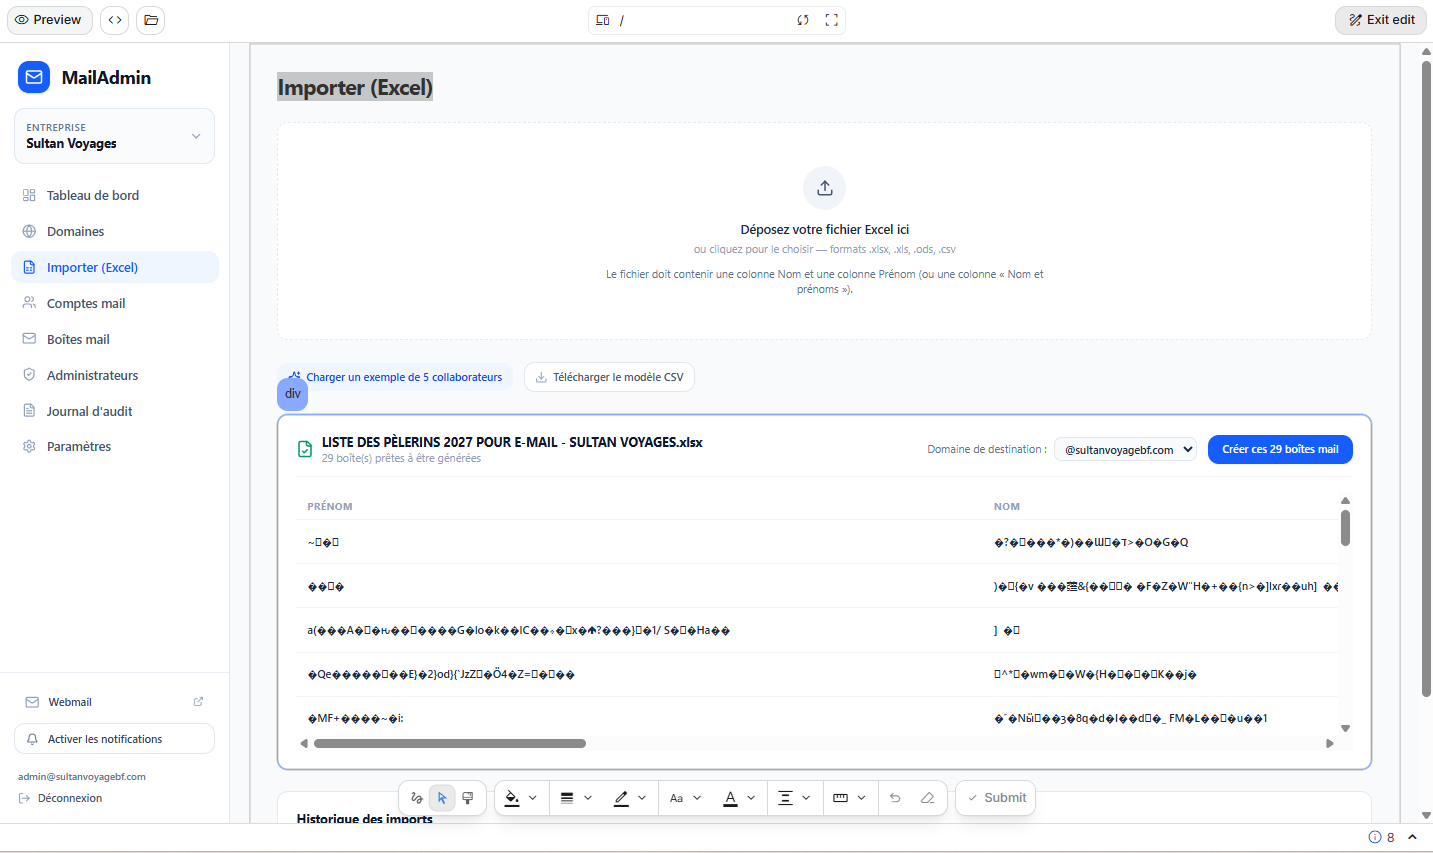 Preview
/
Exit edit
MailAdmin
ENTREPRISE
Sultan Voyages
Tableau de bord
Domaines
Importer (Excel)
Comptes mail
Boîtes mail
Administrateurs
Journal d'audit
Paramètres
Webmail
Activer les notifications
admin@sultanvoyagebf.com
Déconnexion
Importer (Excel)
Déposez votre fichier Excel ici
ou cliquez pour le choisir — formats .xlsx, .xls, .ods, .csv
Le fichier doit contenir une colonne Nom et une colonne Prénom (ou une colonne « Nom et
prénoms »).
Charger un exemple de 5 collaborateurs
Télécharger le modèle CSV
div
LISTE DES PÈLERINS 2027 POUR E-MAIL - SULTAN VOYAGES.xlsx
29 boîte(s) prêtes à être générées
Domaine de destination :
@sultanvoyagebf.com
Créer ces 29 boîtes mail
PRÉNOM
NOM
Historique des imports
Aa
A
Submit
8